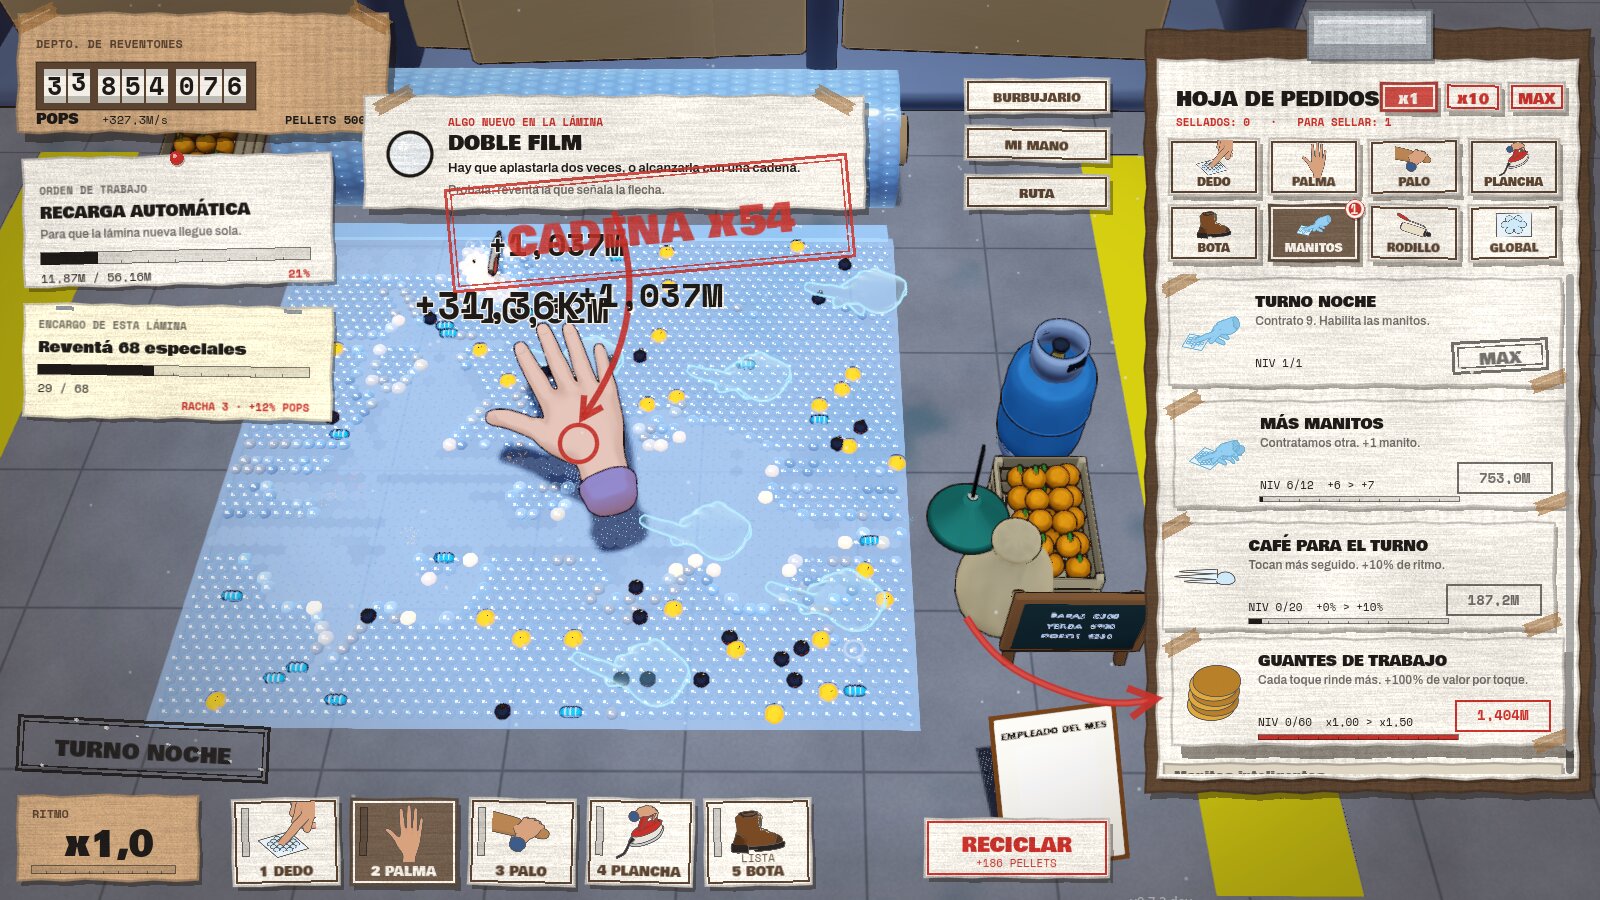 DEPTO. DE REVENTONES
33 854 076
POPS +327,3M/s PELLETS 500
ORDEN DE TRABAJO
RECARGA AUTOMÁTICA
Para que la lámina nueva llegue sola.
11,87M / 56,16M 21%
ENCARGO DE ESTA LÁMINA
Reventá 68 especiales
29 / 68
RACHA 3 · +12% POPS
ALGO NUEVO EN LA LÁMINA
DOBLE FILM
Hay que aplastarla dos veces, o alcanzarla con una cadena.
Probala: reventá la que señala la flecha.
CADENA x54
+1,037M
+1,037M
BURBUJARIO
MI MANO
RUTA
HOJA DE PEDIDOS x1 x10 MAX
SELLADOS: 0 · PARA SELLAR: 1
DEDO PALMA PALO PLANCHA
1
BOTA MANITOS RODILLO GLOBAL
TURNO NOCHE
Contrato 9. Habilita las manitos.
NIV 1/1 MAX
MÁS MANITOS
Contratamos otra. +1 manito.
NIV 6/12 +6 > +7 753,0M
CAFÉ PARA EL TURNO
Tocan más seguido. +10% de ritmo.
NIV 0/20 +0% > +10% 187,2M
GUANTES DE TRABAJO
Cada toque rinde más. +100% de valor por toque.
NIV 0/60 x1,00 > x1,50 1,404M
EMPLEADO DEL MES
TURNO NOCHE
RITMO
x1,0
1 DEDO
2 PALMA
3 PALO
4 PLANCHA
LISTA
5 BOTA
RECICLAR
+186 PELLETS